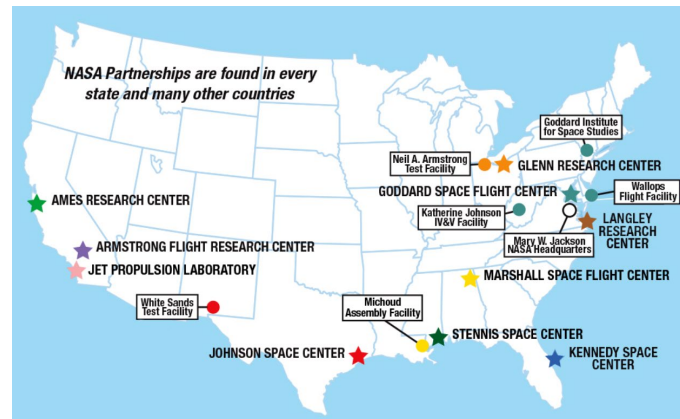 NASA Partnerships are found in every
state and many other countries
Goddard Institute
for Space Studies
Neil A. Armstrong
Test Facility
GLENN RESEARCH CENTER
GODDARD SPACE FLIGHT CENTER
Wallops
Flight Facility
AMES RESEARCH CENTER
Katherine Johnson
IV&V Facility
LANGLEY
RESEARCH
CENTER
Mary W. Jackson
NASA Headquarters
ARMSTRONG FLIGHT RESEARCH CENTER
JET PROPULSION LABORATORY
MARSHALL SPACE FLIGHT CENTER
White Sands
Test Facility
Michoud
Assembly Facility
STENNIS SPACE CENTER
JOHNSON SPACE CENTER
KENNEDY SPACE
CENTER